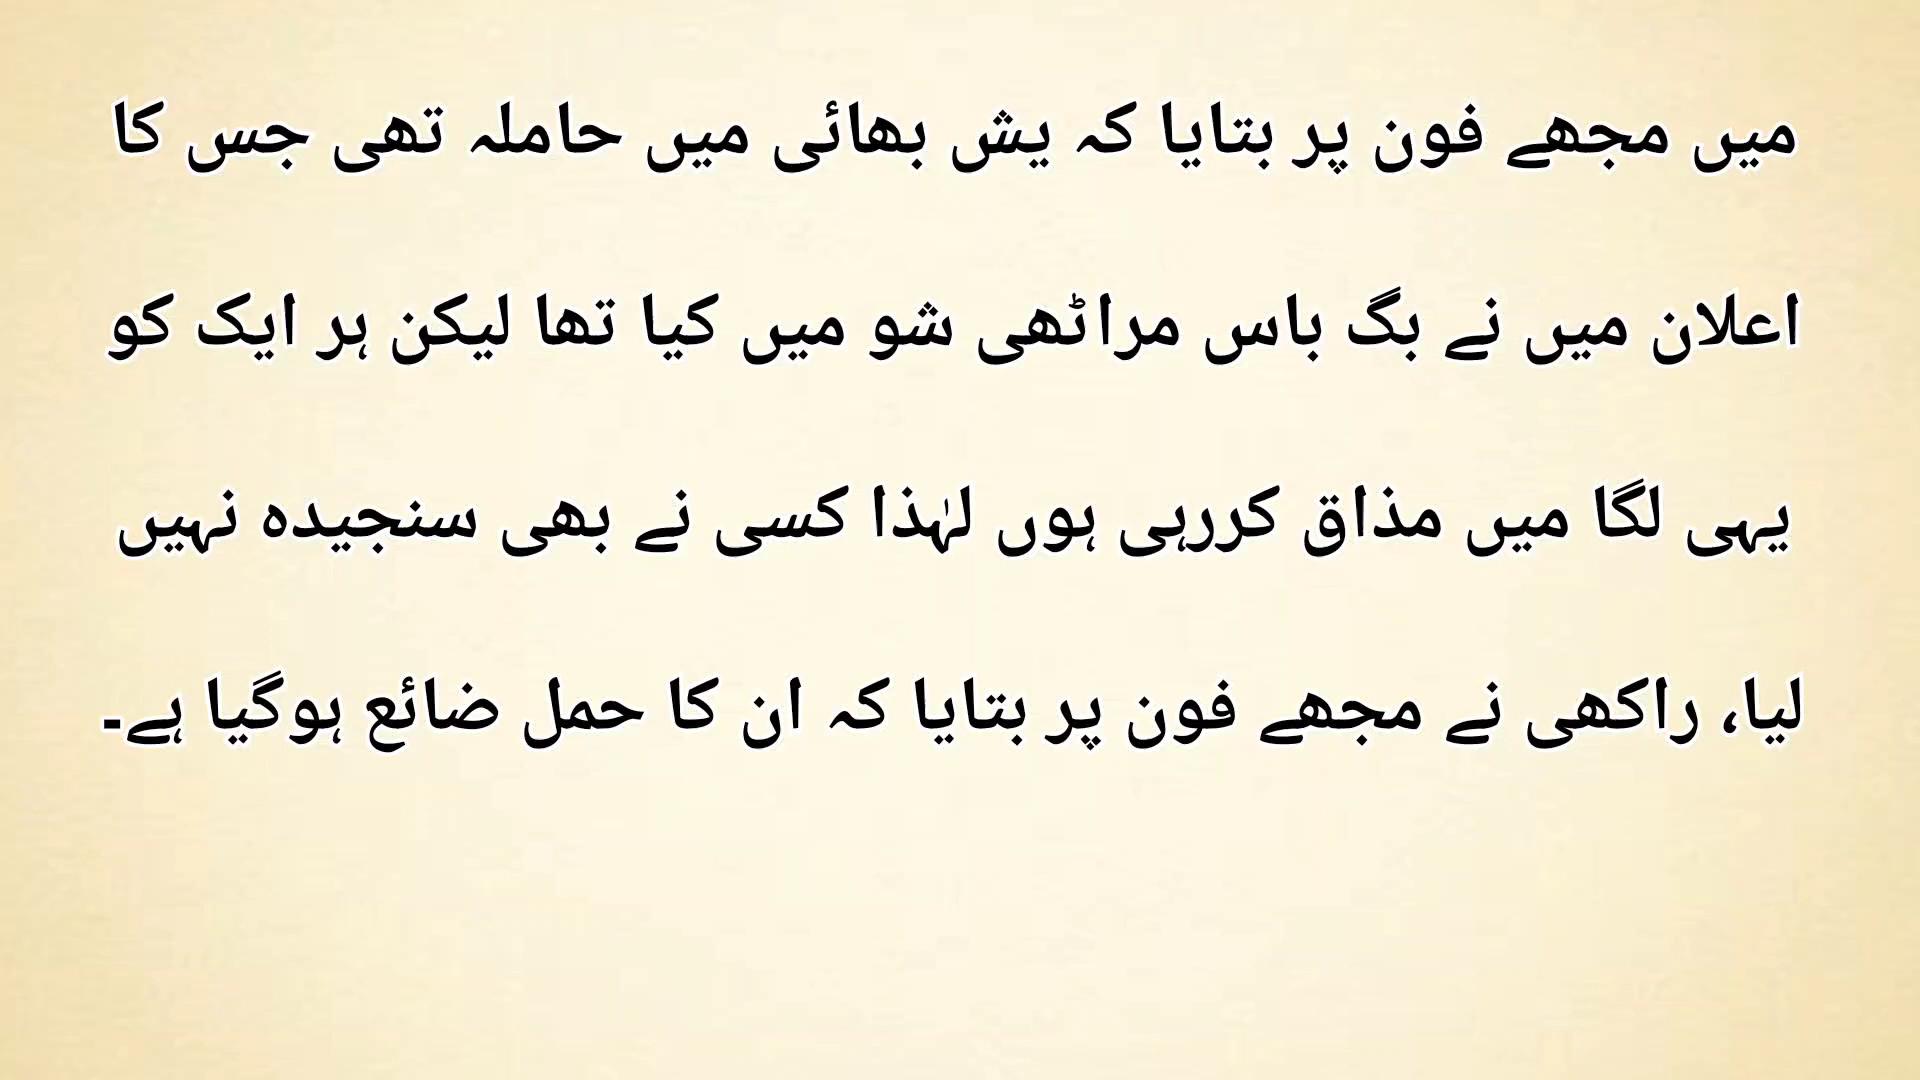 میں مجھے فون پر بتایا کہ یش بھائی میں حاملہ تھی جس کا
اعلان میں نے بگ باس مراٹھی شو میں کیا تھا لیکن ہر ایک کو
یہی لگا میں مذاق کررہی ہوں لہٰذا کسی نے بھی سنجیدہ نہیں
لیا، راکھی نے مجھے فون پر بتایا کہ ان کا حمل ضائع ہوگیا ہے۔